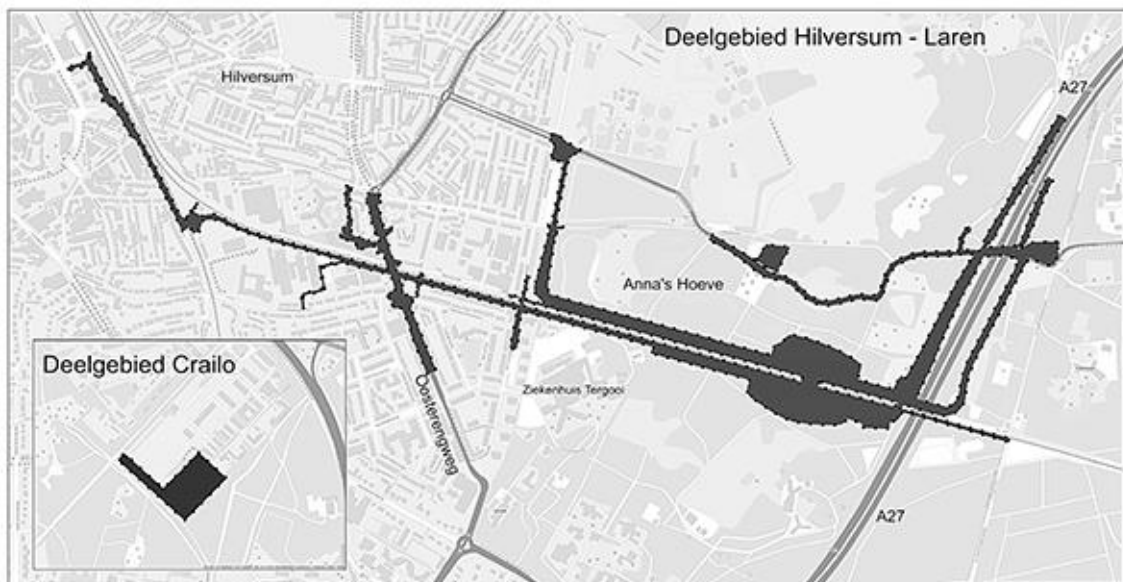 Deelgebied Hilversum - Laren
Hilversum
A27
Anna's Hoeve
Deelgebied Crailo
Ziekenhuis Tergooi
Oosterengweg
A27